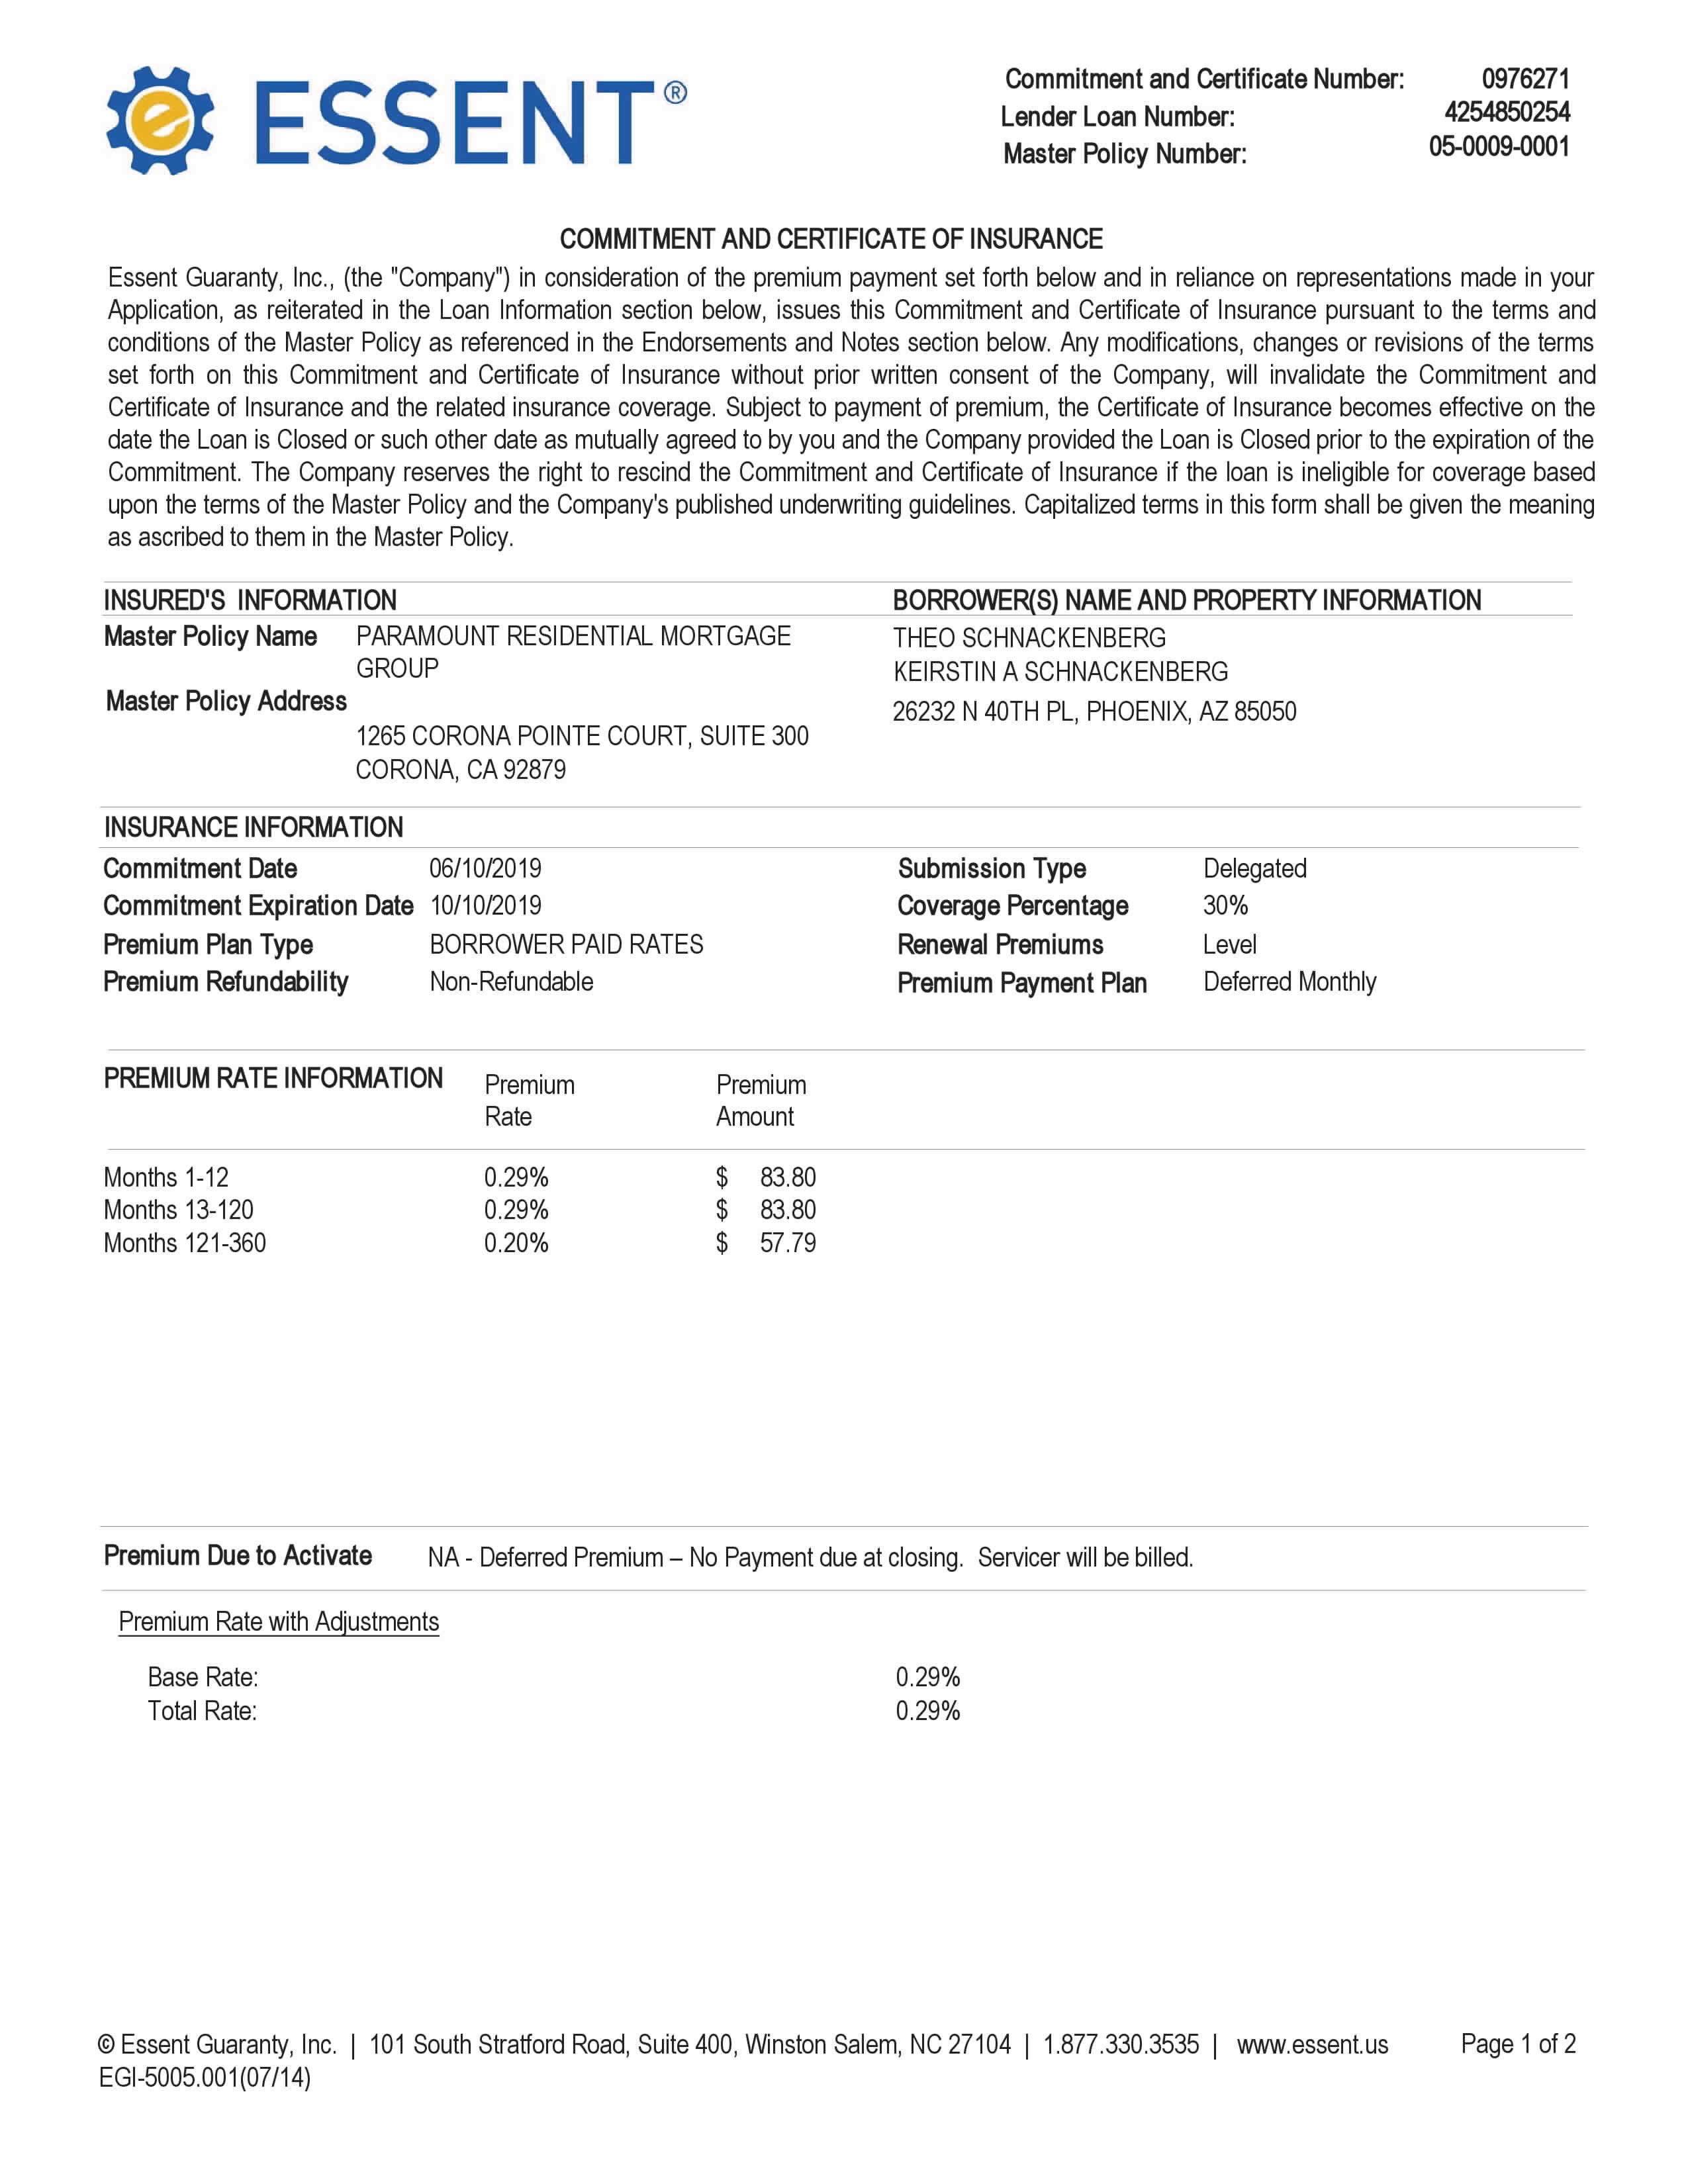 ESSENT®
Commitment and Certificate Number: 0976271
Lender Loan Number: 4254850254
Master Policy Number: 05-0009-0001
COMMITMENT AND CERTIFICATE OF INSURANCE
Essent Guaranty, Inc., (the "Company") in consideration of the premium payment set forth below and in reliance on representations made in your
Application, as reiterated in the Loan Information section below, issues this Commitment and Certificate of Insurance pursuant to the terms and
conditions of the Master Policy as referenced in the Endorsements and Notes section below. Any modifications, changes or revisions of the terms
set forth on this Commitment and Certificate of Insurance without prior written consent of the Company, will invalidate the Commitment and
Certificate of Insurance and the related insurance coverage. Subject to payment of premium, the Certificate of Insurance becomes effective on the
date the Loan is Closed or such other date as mutually agreed to by you and the Company provided the Loan is Closed prior to the expiration of the
Commitment. The Company reserves the right to rescind the Commitment and Certificate of Insurance if the loan is ineligible for coverage based
upon the terms of the Master Policy and the Company's published underwriting guidelines. Capitalized terms in this form shall be given the meaning
as ascribed to them in the Master Policy.
INSURED'S INFORMATION
Master Policy Name PARAMOUNT RESIDENTIAL MORTGAGE
GROUP
Master Policy Address
1265 CORONA POINTE COURT, SUITE 300
CORONA, CA 92879
BORROWER(S) NAME AND PROPERTY INFORMATION
THEO SCHNACKENBERG
KEIRSTIN A SCHNACKENBERG
26232 N 40TH PL, PHOENIX, AZ 85050
INSURANCE INFORMATION
Commitment Date 06/10/2019 Submission Type Delegated
Commitment Expiration Date 10/10/2019 Coverage Percentage 30%
Premium Plan Type BORROWER PAID RATES Renewal Premiums Level
Premium Refundability Non-Refundable Premium Payment Plan Deferred Monthly
PREMIUM RATE INFORMATION Premium Premium
Rate Amount
Months 1-12 0.29% $ 83.80
Months 13-120 0.29% $ 83.80
Months 121-360 0.20% $ 57.79
Premium Due to Activate NA - Deferred Premium – No Payment due at closing. Servicer will be billed.
Premium Rate with Adjustments
Base Rate: 0.29%
Total Rate: 0.29%
© Essent Guaranty, Inc. | 101 South Stratford Road, Suite 400, Winston Salem, NC 27104 | 1.877.330.3535 | www.essent.us Page 1 of 2
EGI-5005.001(07/14)